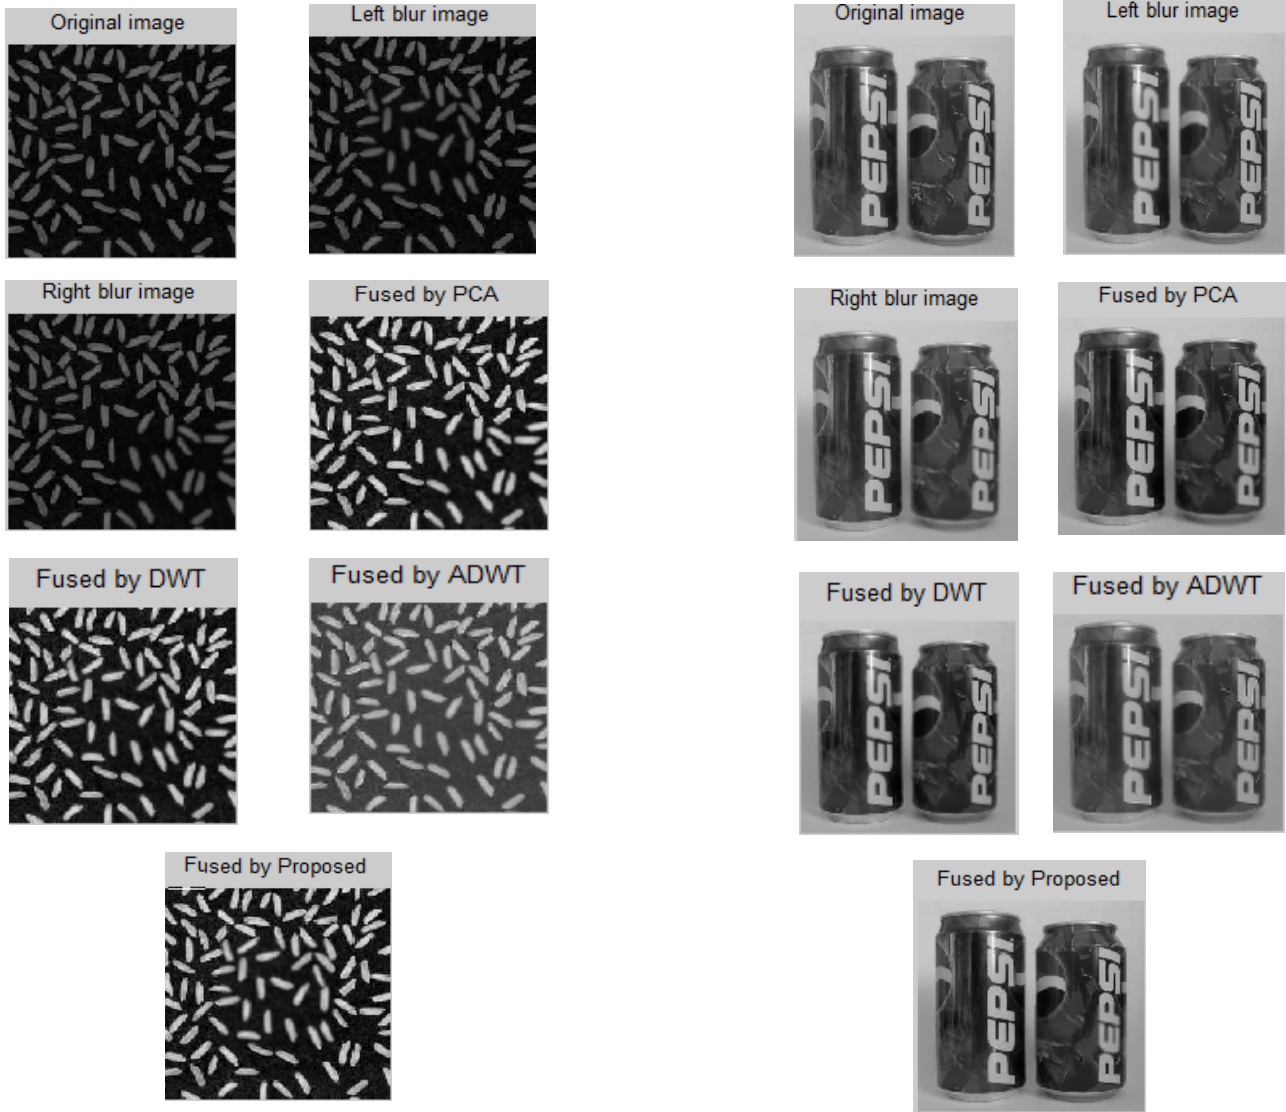 Original image
Left blur image
Right blur image
Fused by PCA
Fused by DWT
Fused by ADWT
Fused by Proposed
Original image
PEPSI
PEPSI
Left blur image
PEPSI
PEPSI
Right blur image
PEPSI
PEPSI
Fused by PCA
PEPSI
PEPSI
Fused by DWT
PEPSI
PEPSI
Fused by ADWT
PEPSI
PEPSI
Fused by Proposed
PEPSI
PEPSI